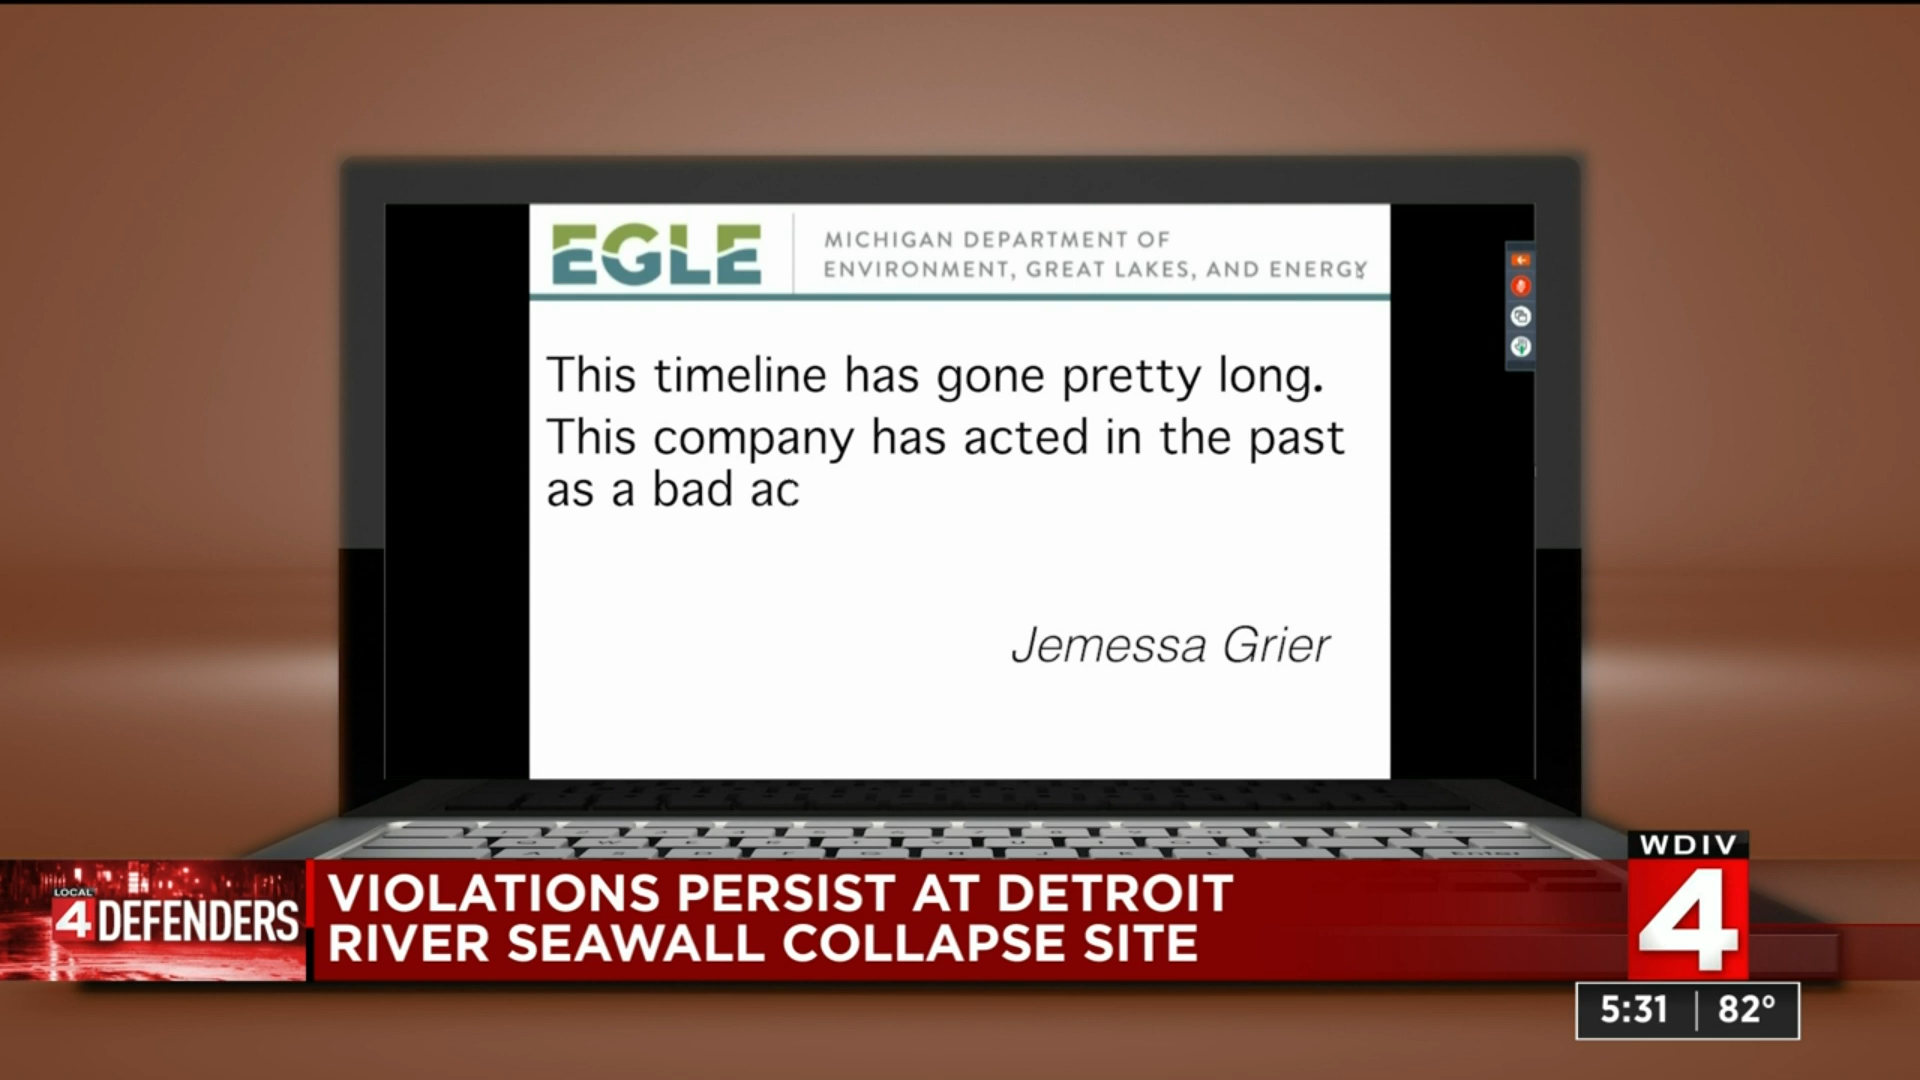 EGLE
MICHIGAN DEPARTMENT OF
ENVIRONMENT, GREAT LAKES, AND ENERGY
This timeline has gone pretty long.
This company has acted in the past
as a bad ac
Jemessa Grier
LOCAL
4 DEFENDERS
VIOLATIONS PERSIST AT DETROIT
RIVER SEAWALL COLLAPSE SITE
WDIV
4
5:31 | 82°